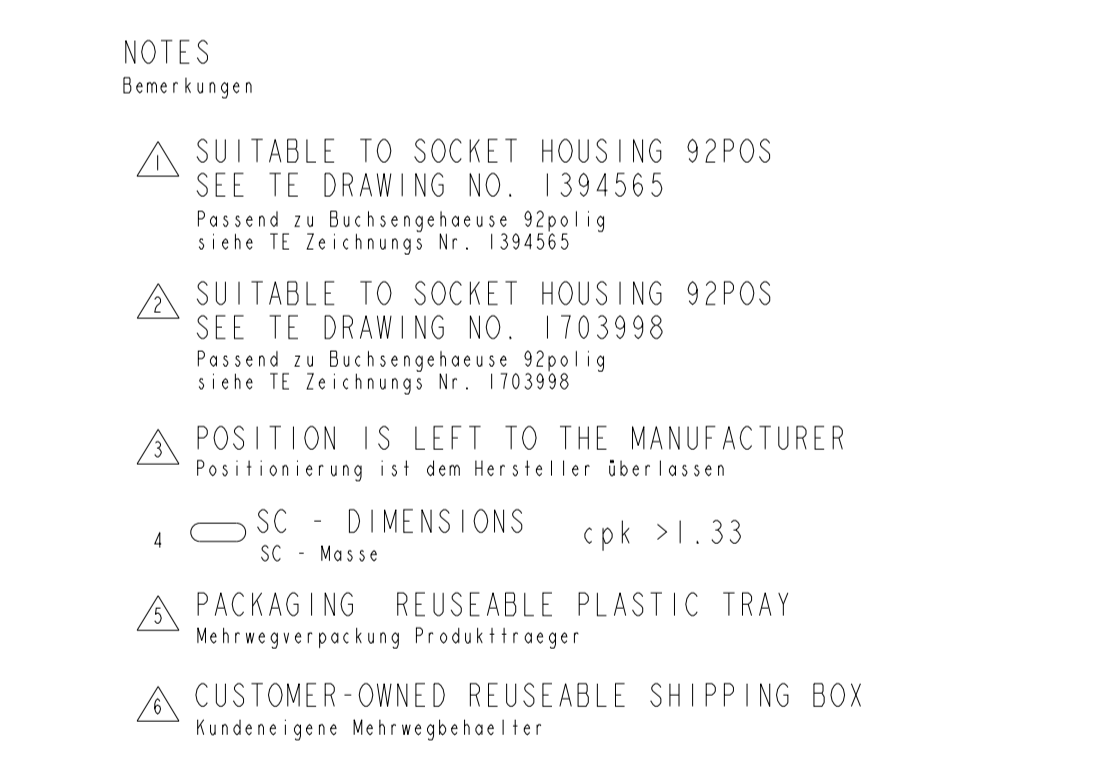 NOTES
Bemerkungen
1 SUITABLE TO SOCKET HOUSING 92POS
SEE TE DRAWING NO. 1394565
Passend zu Buchsengehaeuse 92polig
siehe TE Zeichnungs Nr. 1394565
2 SUITABLE TO SOCKET HOUSING 92POS
SEE TE DRAWING NO. 1703998
Passend zu Buchsengehaeuse 92polig
siehe TE Zeichnungs Nr. 1703998
3 POSITION IS LEFT TO THE MANUFACTURER
Positionierung ist dem Hersteller überlassen
4 SC - DIMENSIONS cpk >1.33
SC - Masse
5 PACKAGING REUSEABLE PLASTIC TRAY
Mehrwegverpackung Produkttraeger
6 CUSTOMER-OWNED REUSEABLE SHIPPING BOX
Kundeneigene Mehrwegbehaelter